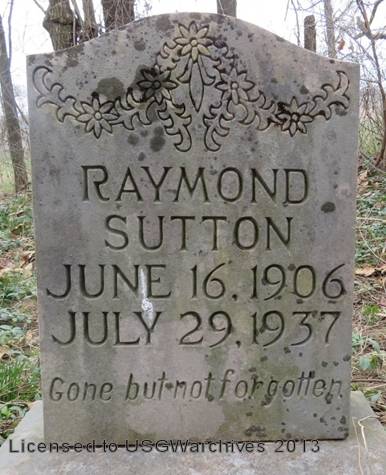 RAYMOND
SUTTON
JUNE 16, 1906
JULY 29, 1937
Gone but not forgotten.
Licensed to USGWarchives 2013